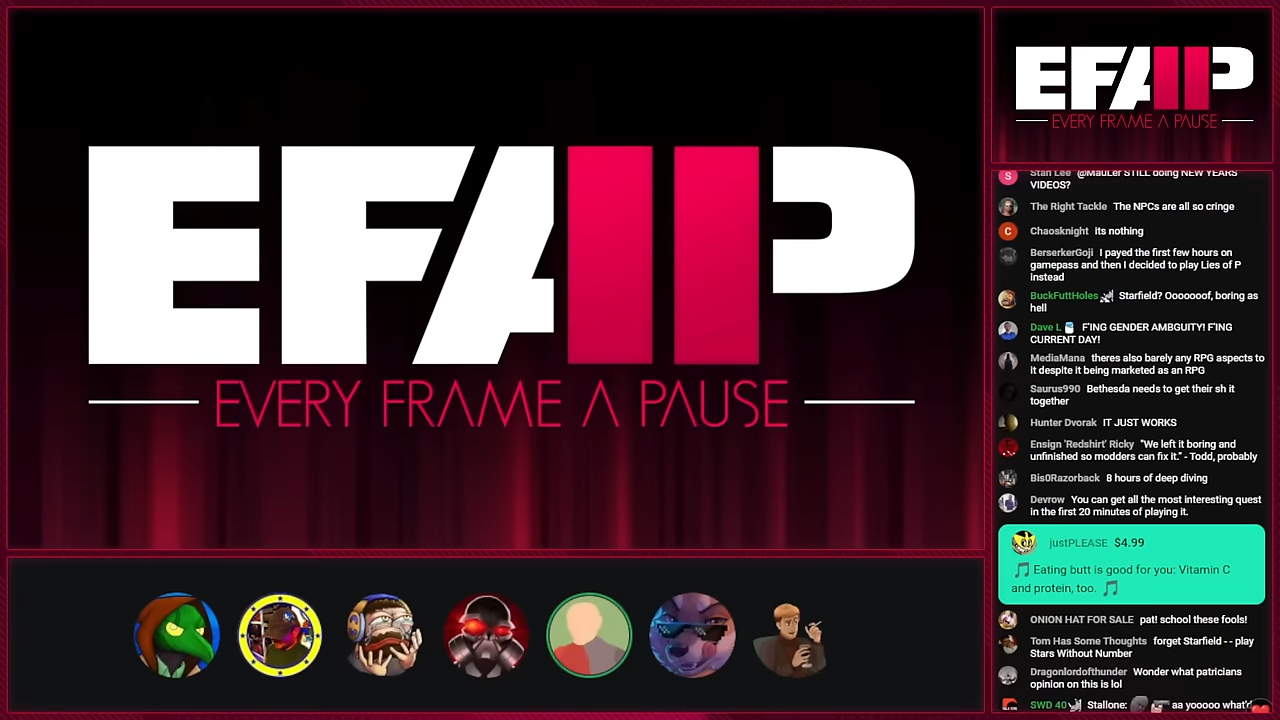 EFAP
EVERY FRAME A PAUSE
EFAP
EVERY FRAME A PAUSE
S
Stan Lee @MauLer STILL doing NEW YEARS
VIDEOS?
The Right Tackle The NPCs are all so cringe
C
Chaosknight its nothing
BerserkerGoji I payed the first few hours on
gamepass and then I decided to play Lies of P
instead
BuckFuttHoles Starfield? Ooooooof, boring as
hell
Dave L F'ING GENDER AMBGUITY! F'ING
CURRENT DAY!
MediaMana theres also barely any RPG aspects to
it despite it being marketed as an RPG
Saurus990 Bethesda needs to get their sh it
together
Hunter Dvorak IT JUST WORKS
Ensign 'Redshirt' Ricky "We left it boring and
unfinished so modders can fix it." - Todd, probably
Bis0Razorback 8 hours of deep diving
Devrow You can get all the most interesting quest
in the first 20 minutes of playing it.
justPLEASE $4.99
🎵 Eating butt is good for you: Vitamin C
and protein, too. 🎵
ONION HAT FOR SALE pat! school these fools!
Tom Has Some Thoughts forget Starfield - - play
Stars Without Number
Dragonlordofthunder Wonder what patricians
opinion on this is lol
SWD 40 Stallone: aa yooooo